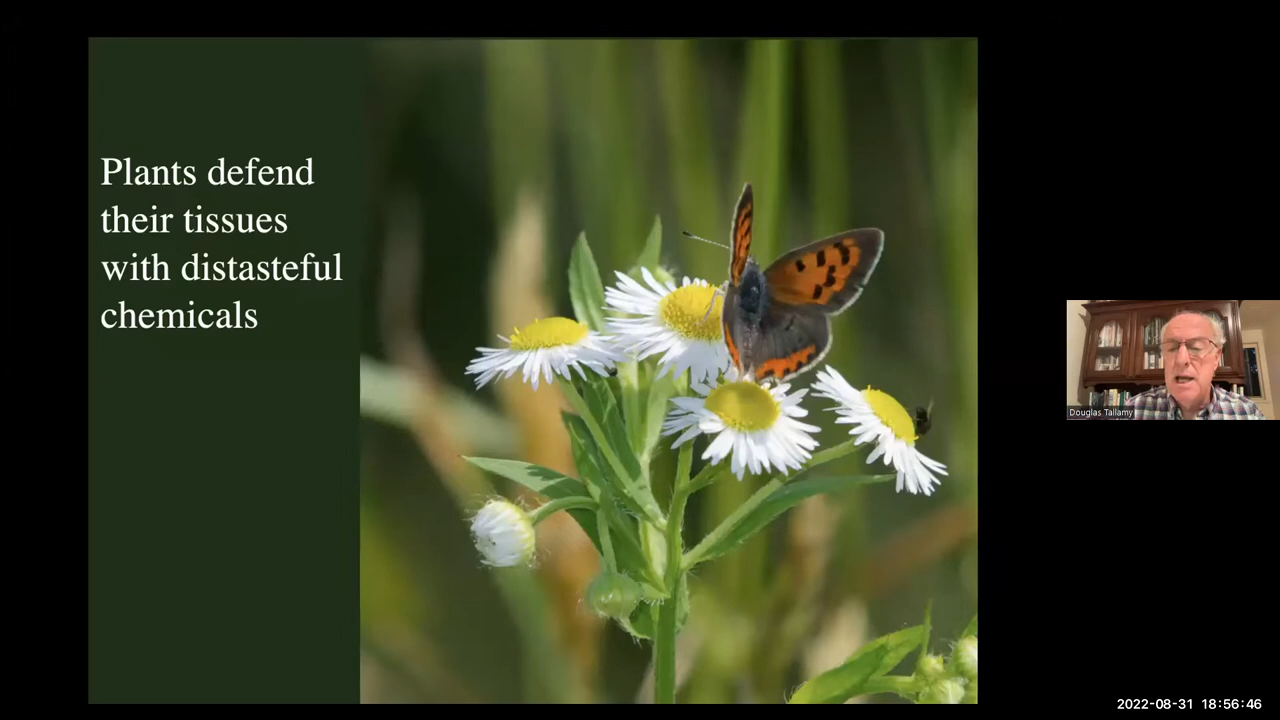 Plants defend
their tissues
with distasteful
chemicals
Douglas Tallamy
2022-08-31 18:56:46